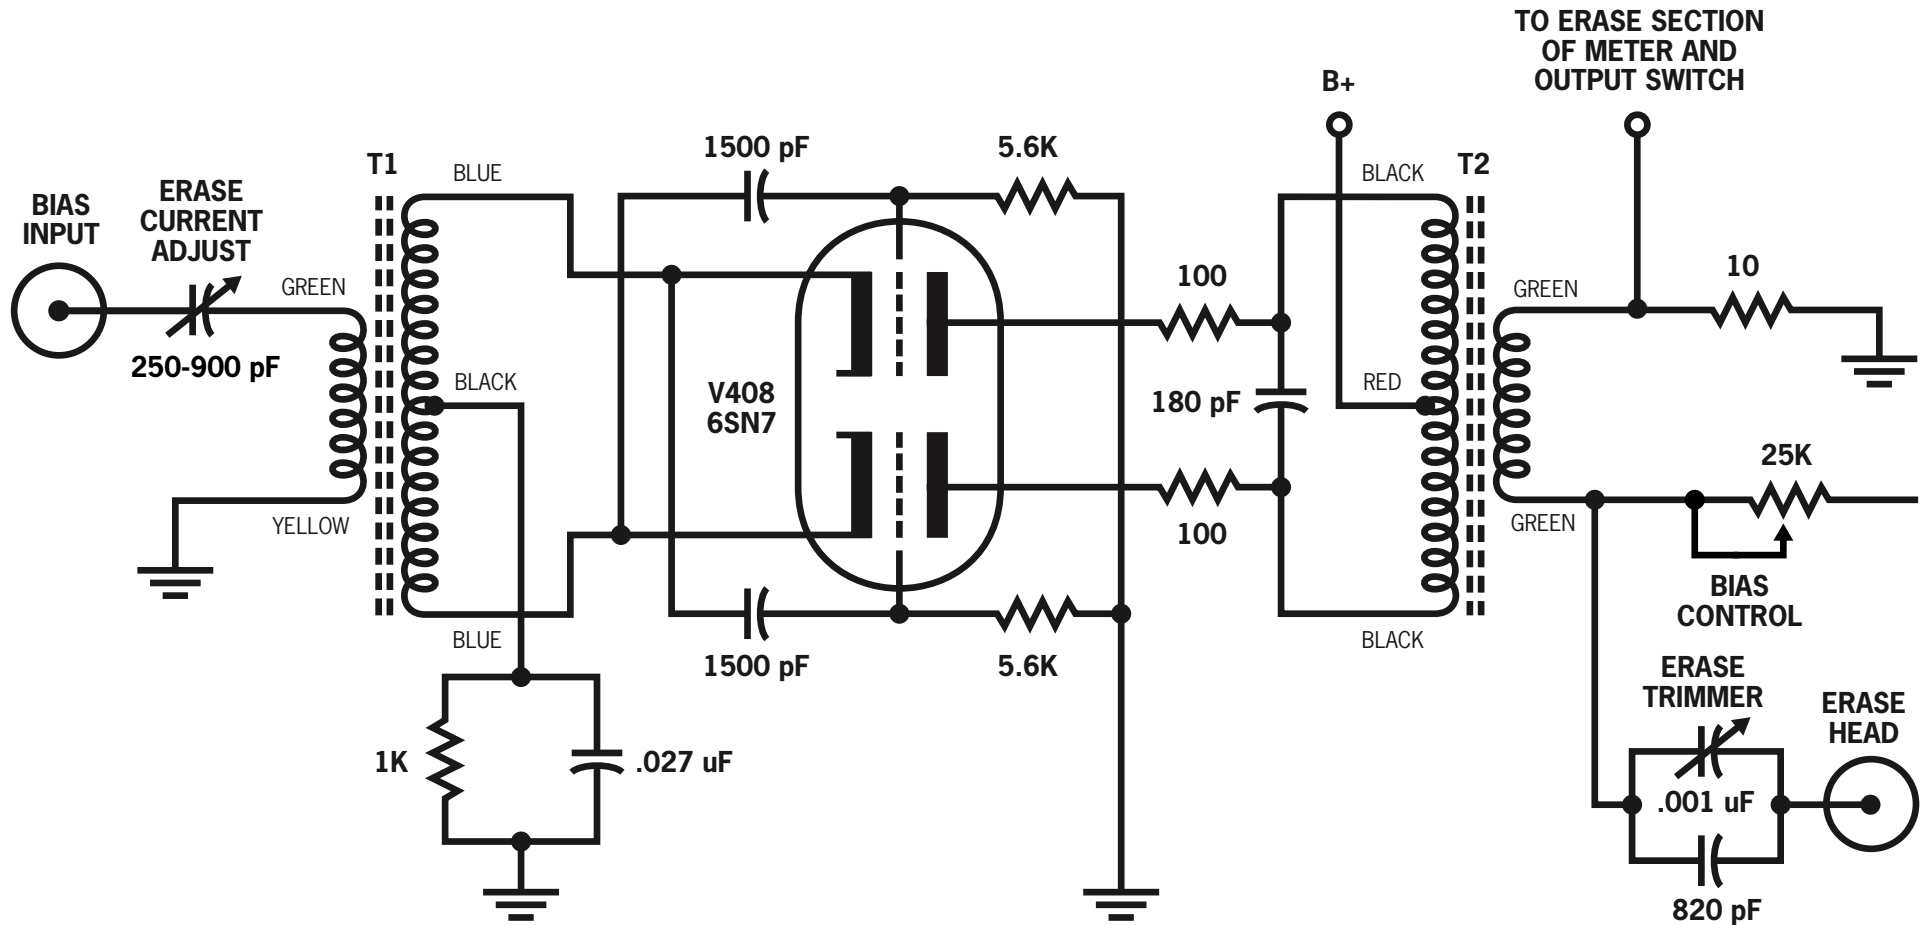 TO ERASE SECTION
OF METER AND
OUTPUT SWITCH
B+
1500 pF
5.6K
T1
BLUE
T2
BLACK
BIAS
INPUT
ERASE
CURRENT
ADJUST
GREEN
250-900 pF
YELLOW
BLACK
BLUE
V408
6SN7
100
180 pF
RED
100
BLACK
GREEN
10
25K
GREEN
BIAS
CONTROL
1500 pF
5.6K
1K
.027 uF
ERASE
TRIMMER
.001 uF
820 pF
ERASE
HEAD